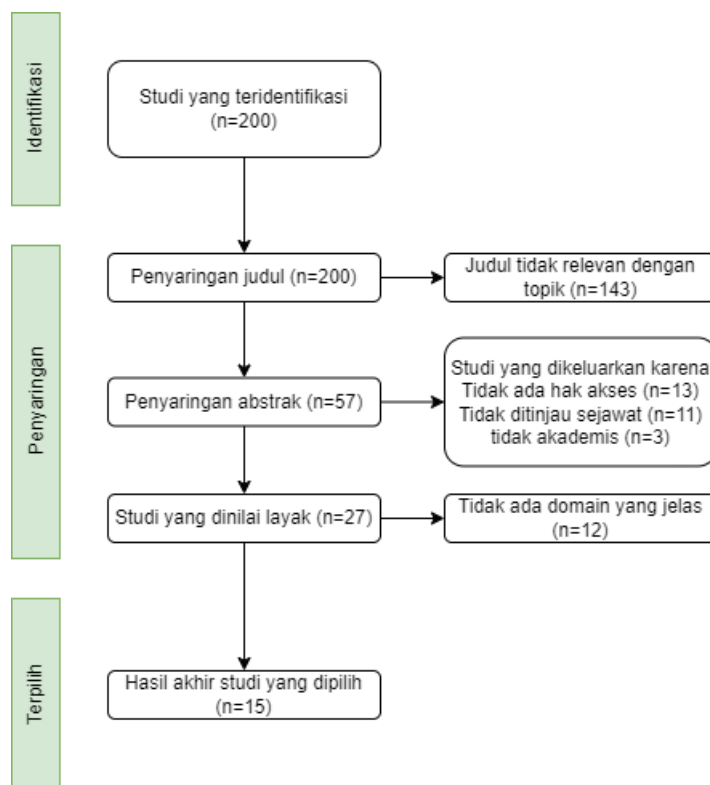 Identifikasi
Studi yang teridentifikasi
(n=200)
Penyaringan
Penyaringan judul (n=200)
Judul tidak relevan dengan
topik (n=143)
Penyaringan abstrak (n=57)
Studi yang dikeluarkan karena
Tidak ada hak akses (n=13)
Tidak ditinjau sejawat (n=11)
tidak akademis (n=3)
Studi yang dinilai layak (n=27)
Tidak ada domain yang jelas
(n=12)
Terpilih
Hasil akhir studi yang dipilih
(n=15)